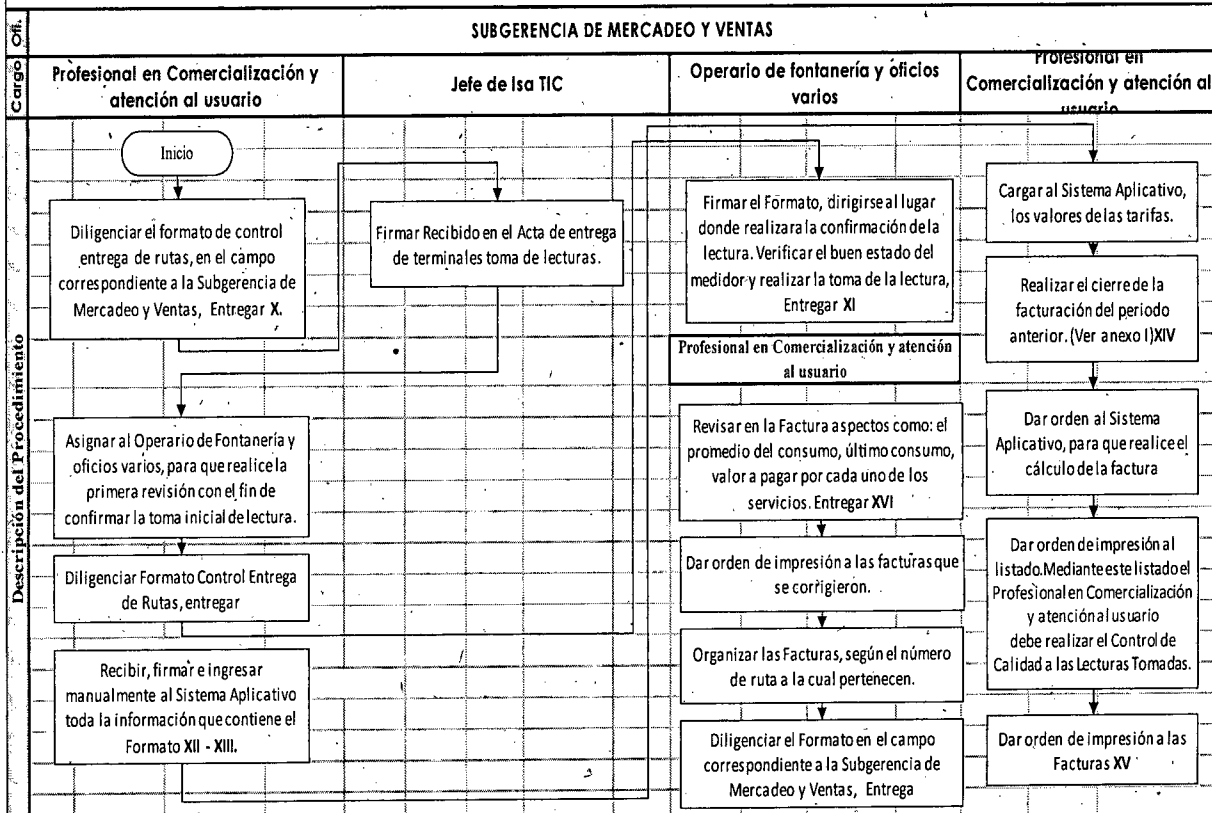 Ofi.
SUBGERENCIA DE MERCADEO Y VENTAS
Cargo
Profesional en Comercialización y
atención al usuario
Jefe de lsa TIC
Operario de fontanería y oficios
varios
Profesional en
Comercialización y atención al
usuario
Descripción del Procedimiento
Inicio
Diligenciar el formato de control
entrega de rutas, en el campo
correspondiente a la Subgerencia de
Mercadeo y Ventas, Entregar X.
Asignar al Operario de Fontanería y
oficios varios, para que realice la
primera revisión con el fin de
confirmar la toma inicial de lectura.
Diligenciar Formato Control Entrega
de Rutas, entregar
Recibir, firmar e ingresar
manualmente al Sistema Aplicativo
toda la información que contiene el
Formato XII - XIII.
Firmar Recibido en el Acta de entrega
de terminales toma de lecturas.
Firmar el Formato, dirigirse al lugar
donde realizara la confirmación de la
lectura. Verificar el buen estado del
medidor y realizar la toma de la lectura,
Entregar XI
Profesional en Comercialización y atención
al usuario
Revisar en la Factura aspectos como: el
promedio del consumo, último consumo,
valor a pagar por cada uno de los
servicios. Entregar XVI
Dar orden de impresión a las facturas que
se corrigieron.
Organizar las Facturas, según el número
de ruta a la cual pertenecen.
Diligenciar el Formato en el campo
correspondiente a la Subgerencia de
Mercadeo y Ventas, Entrega
Cargar al Sistema Aplicativo,
los valores de las tarifas.
Realizar el cierre de la
facturación del periodo
anterior. (Ver anexo I) XIV
Dar orden al Sistema
Aplicativo, para que realice el
cálculo de la factura
Dar orden de impresión al
listado. Mediante este listado el
Profesional en Comercialización
y atención al usuario
debe realizar el Control de
Calidad a las Lecturas Tomadas.
Dar orden de impresión a las
Facturas XV